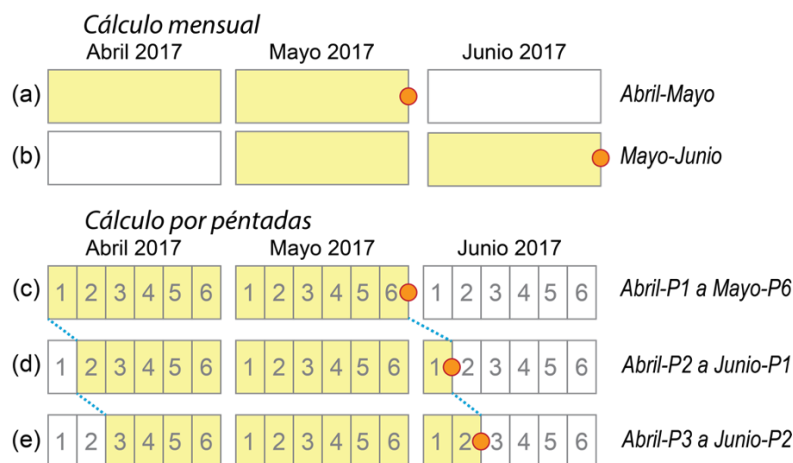 Cálculo mensual
Abril 2017 Mayo 2017 Junio 2017
(a) Abril-Mayo
(b) Mayo-Junio
Cálculo por péntadas
Abril 2017 Mayo 2017 Junio 2017
(c) 1 2 3 4 5 6 1 2 3 4 5 6 1 2 3 4 5 6 Abril-P1 a Mayo-P6
(d) 1 2 3 4 5 6 1 2 3 4 5 6 1 2 3 4 5 6 Abril-P2 a Junio-P1
(e) 1 2 3 4 5 6 1 2 3 4 5 6 1 2 3 4 5 6 Abril-P3 a Junio-P2